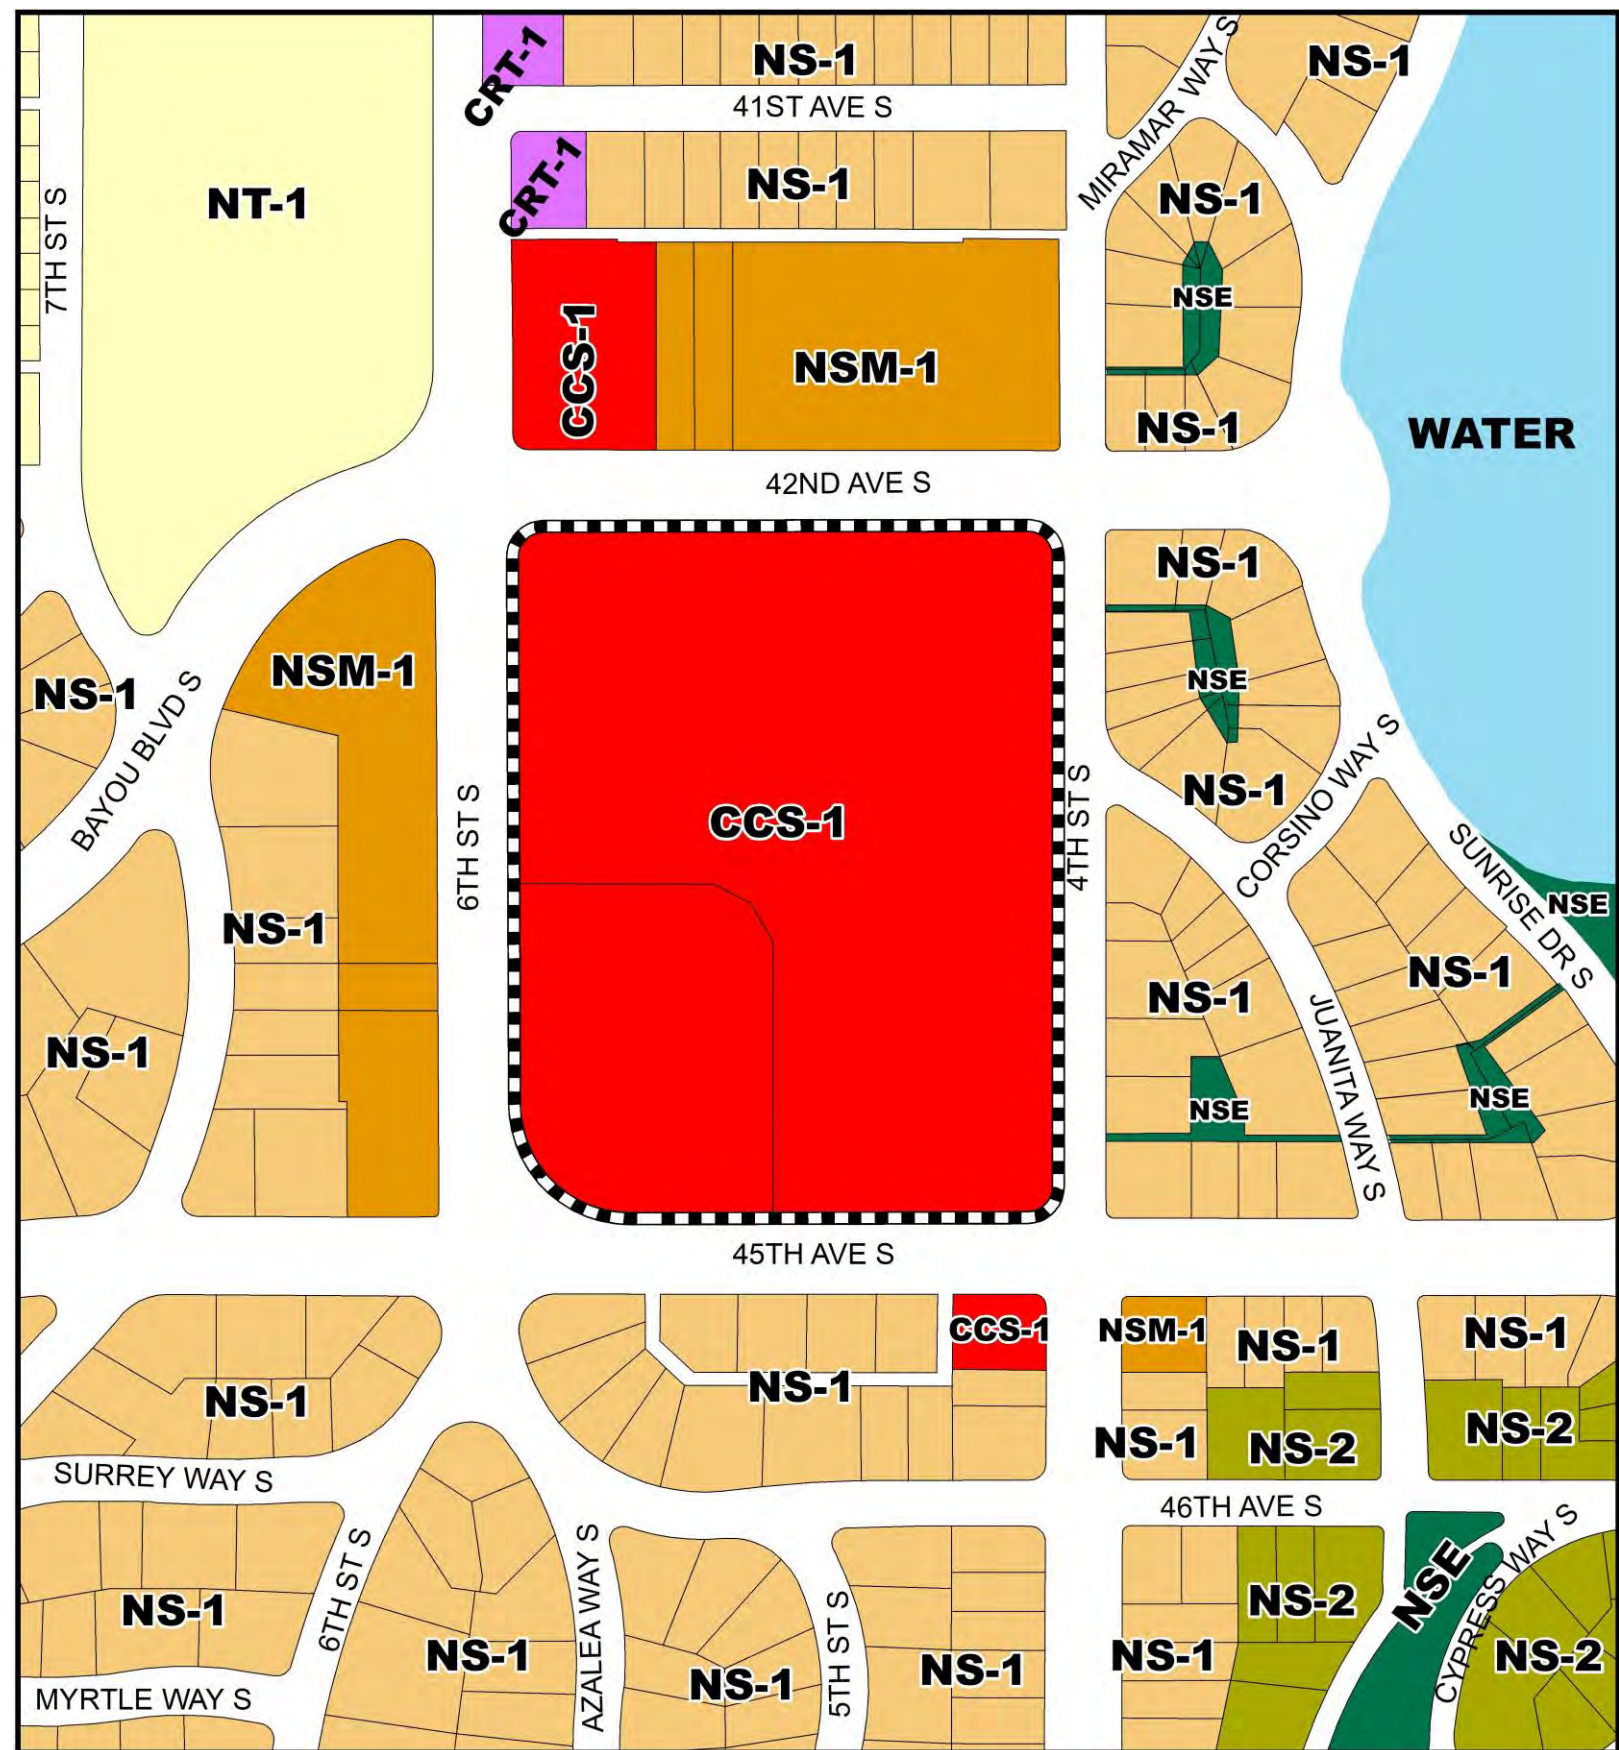 CRT-1
NS-1
NS-1
41ST AVE S
MIRAMAR WAY S
7TH ST S
NT-1
CRT-1
NS-1
NS-1
NSE
CCS-1
NSM-1
NS-1
WATER
42ND AVE S
NS-1
NS-1
BAYOU BLVD S
NSM-1
NSE
NS-1
6TH ST S
CCS-1
4TH ST S
CORSINO WAY S
SUNRISE DR S
NSE
NS-1
NS-1
NS-1
NS-1
JUANITA WAY S
NSE
NSE
45TH AVE S
NS-1
NS-1
CCS-1
NSM-1
NS-1
NS-1
NS-1
NS-2
NS-2
SURREY WAY S
46TH AVE S
6TH ST S
AZALEA WAY S
5TH ST S
NS-1
NS-1
NS-1
NS-1
NS-1
NS-2
NSE
CYPRESS WAY S
NS-2
MYRTLE WAY S